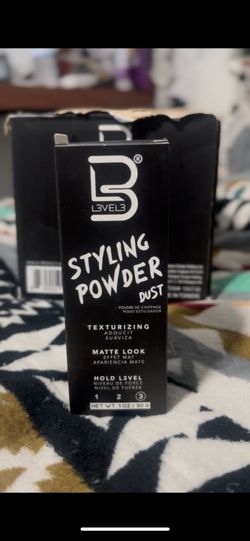 L3VEL3
®
STYLING
POWDER
DUST
POUDRE DE COIFFAGE
POLVO ESTILIZADOR
TEXTURIZING
ADOUCIT
SUAVIZA
MATTE LOOK
EFFET MAT
APARIENCIA MATE
HOLD L3VEL
NIVEAU DE FORCE
NIVEL DE FUERZA
1 2 3
NET WT. 1 OZ/30 G